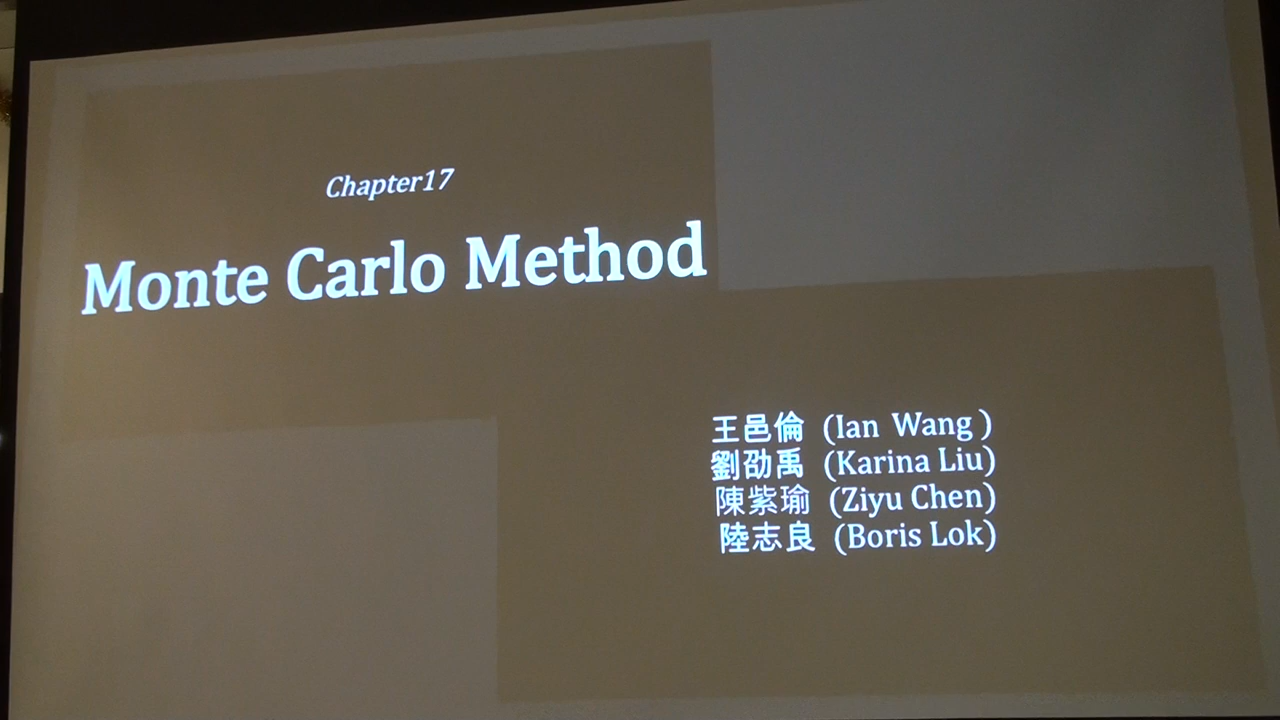 Chapter17
Monte Carlo Method
王邑倫 (Ian Wang )
劉劭禹 (Karina Liu)
陳紫瑜 (Ziyu Chen)
陸志良 (Boris Lok)